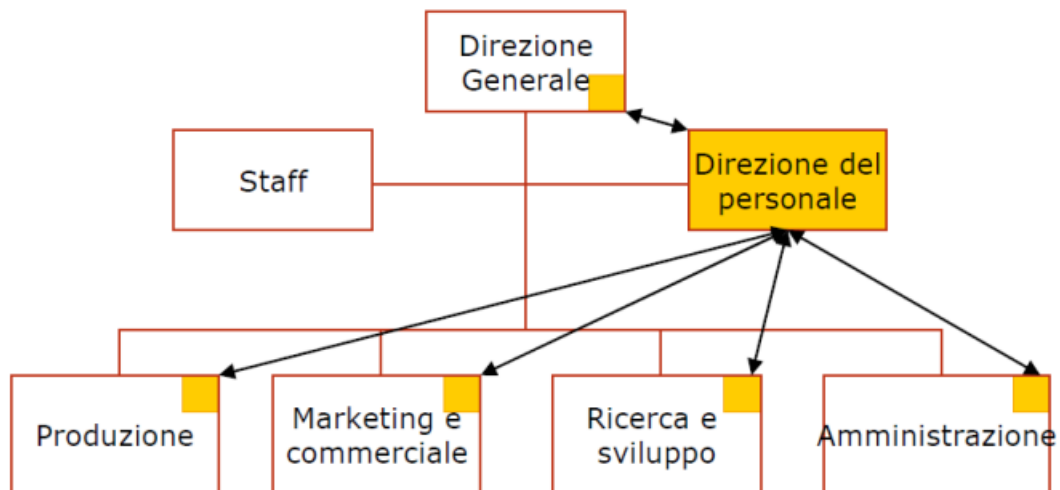 Direzione
Generale
Staff
Direzione del
personale
Produzione
Marketing e
commerciale
Ricerca e
sviluppo
Amministrazione